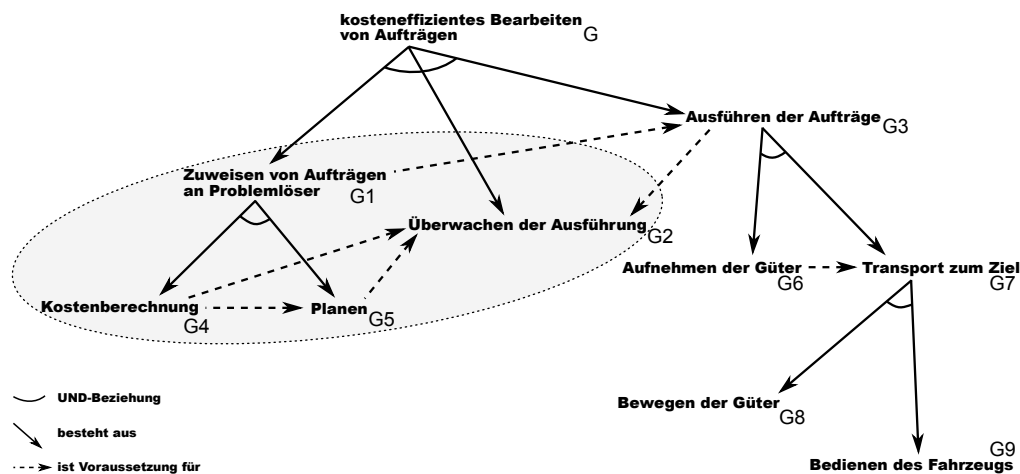 kosteneffizientes Bearbeiten
von Aufträgen
G
Ausführen der Aufträge
G3
Zuweisen von Aufträgen
an Problemlöser
G1
Überwachen der Ausführung
G2
Aufnehmen der Güter
G6
Transport zum Ziel
G7
Kostenberechnung
G4
Planen
G5
Bewegen der Güter
G8
G9
Bedienen des Fahrzeugs
UND-Beziehung
besteht aus
ist Voraussetzung für